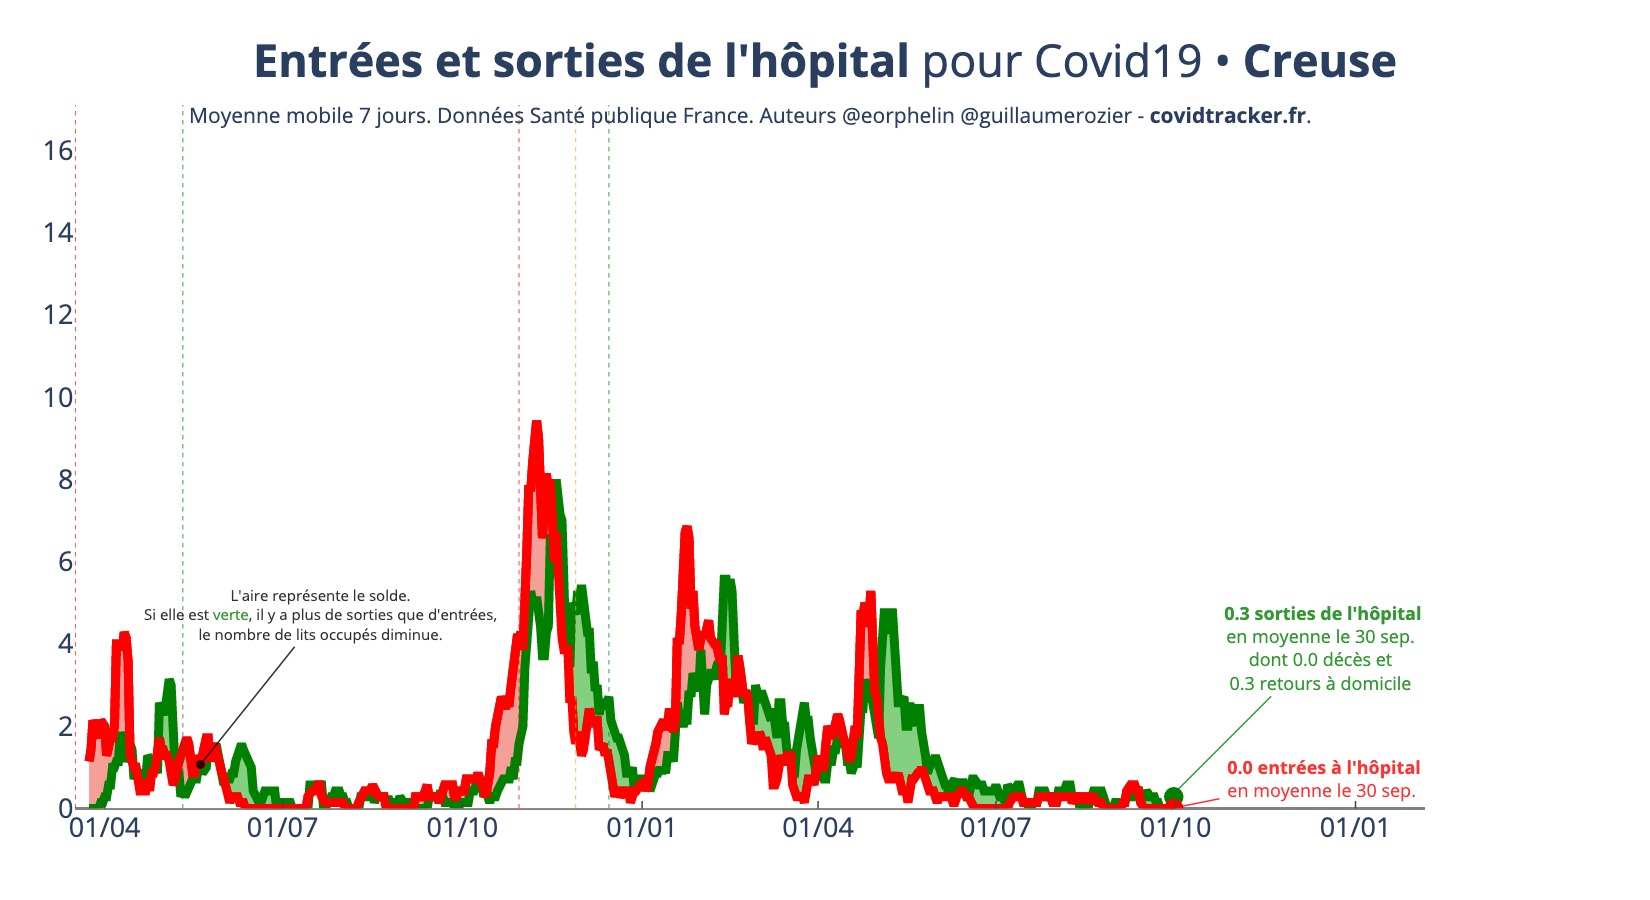 Entrées et sorties de l'hôpital pour Covid19 • Creuse
Moyenne mobile 7 jours. Données Santé publique France. Auteurs @eorphelin @guillaumerozier - covidtracker.fr.
16
14
12
10
8
6
4
2
0
L'aire représente le solde.
Si elle est verte, il y a plus de sorties que d'entrées,
le nombre de lits occupés diminue.
0.3 sorties de l'hôpital
en moyenne le 30 sep.
dont 0.0 décès et
0.3 retours à domicile
0.0 entrées à l'hôpital
en moyenne le 30 sep.
01/04 01/07 01/10 01/01 01/04 01/07 01/10 01/01